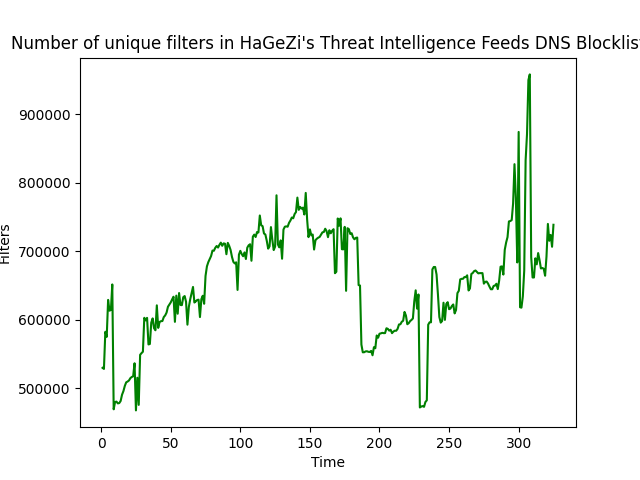 Number of unique filters in HaGeZi's Threat Intelligence Feeds DNS Blocklis
Filters
900000
800000
700000
600000
500000
0 50 100 150 200 250 300
Time